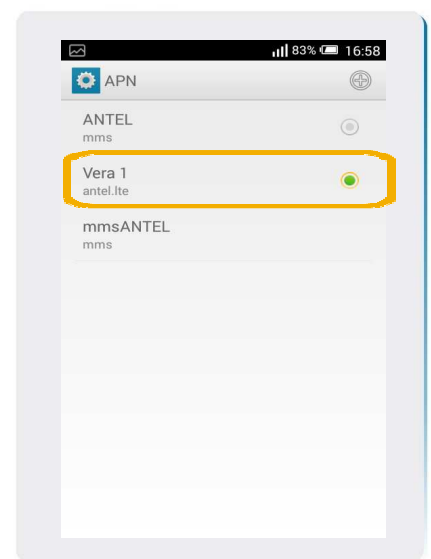 83% 16:58
APN
ANTEL
mms
Vera 1
antel.lte
mmsANTEL
mms